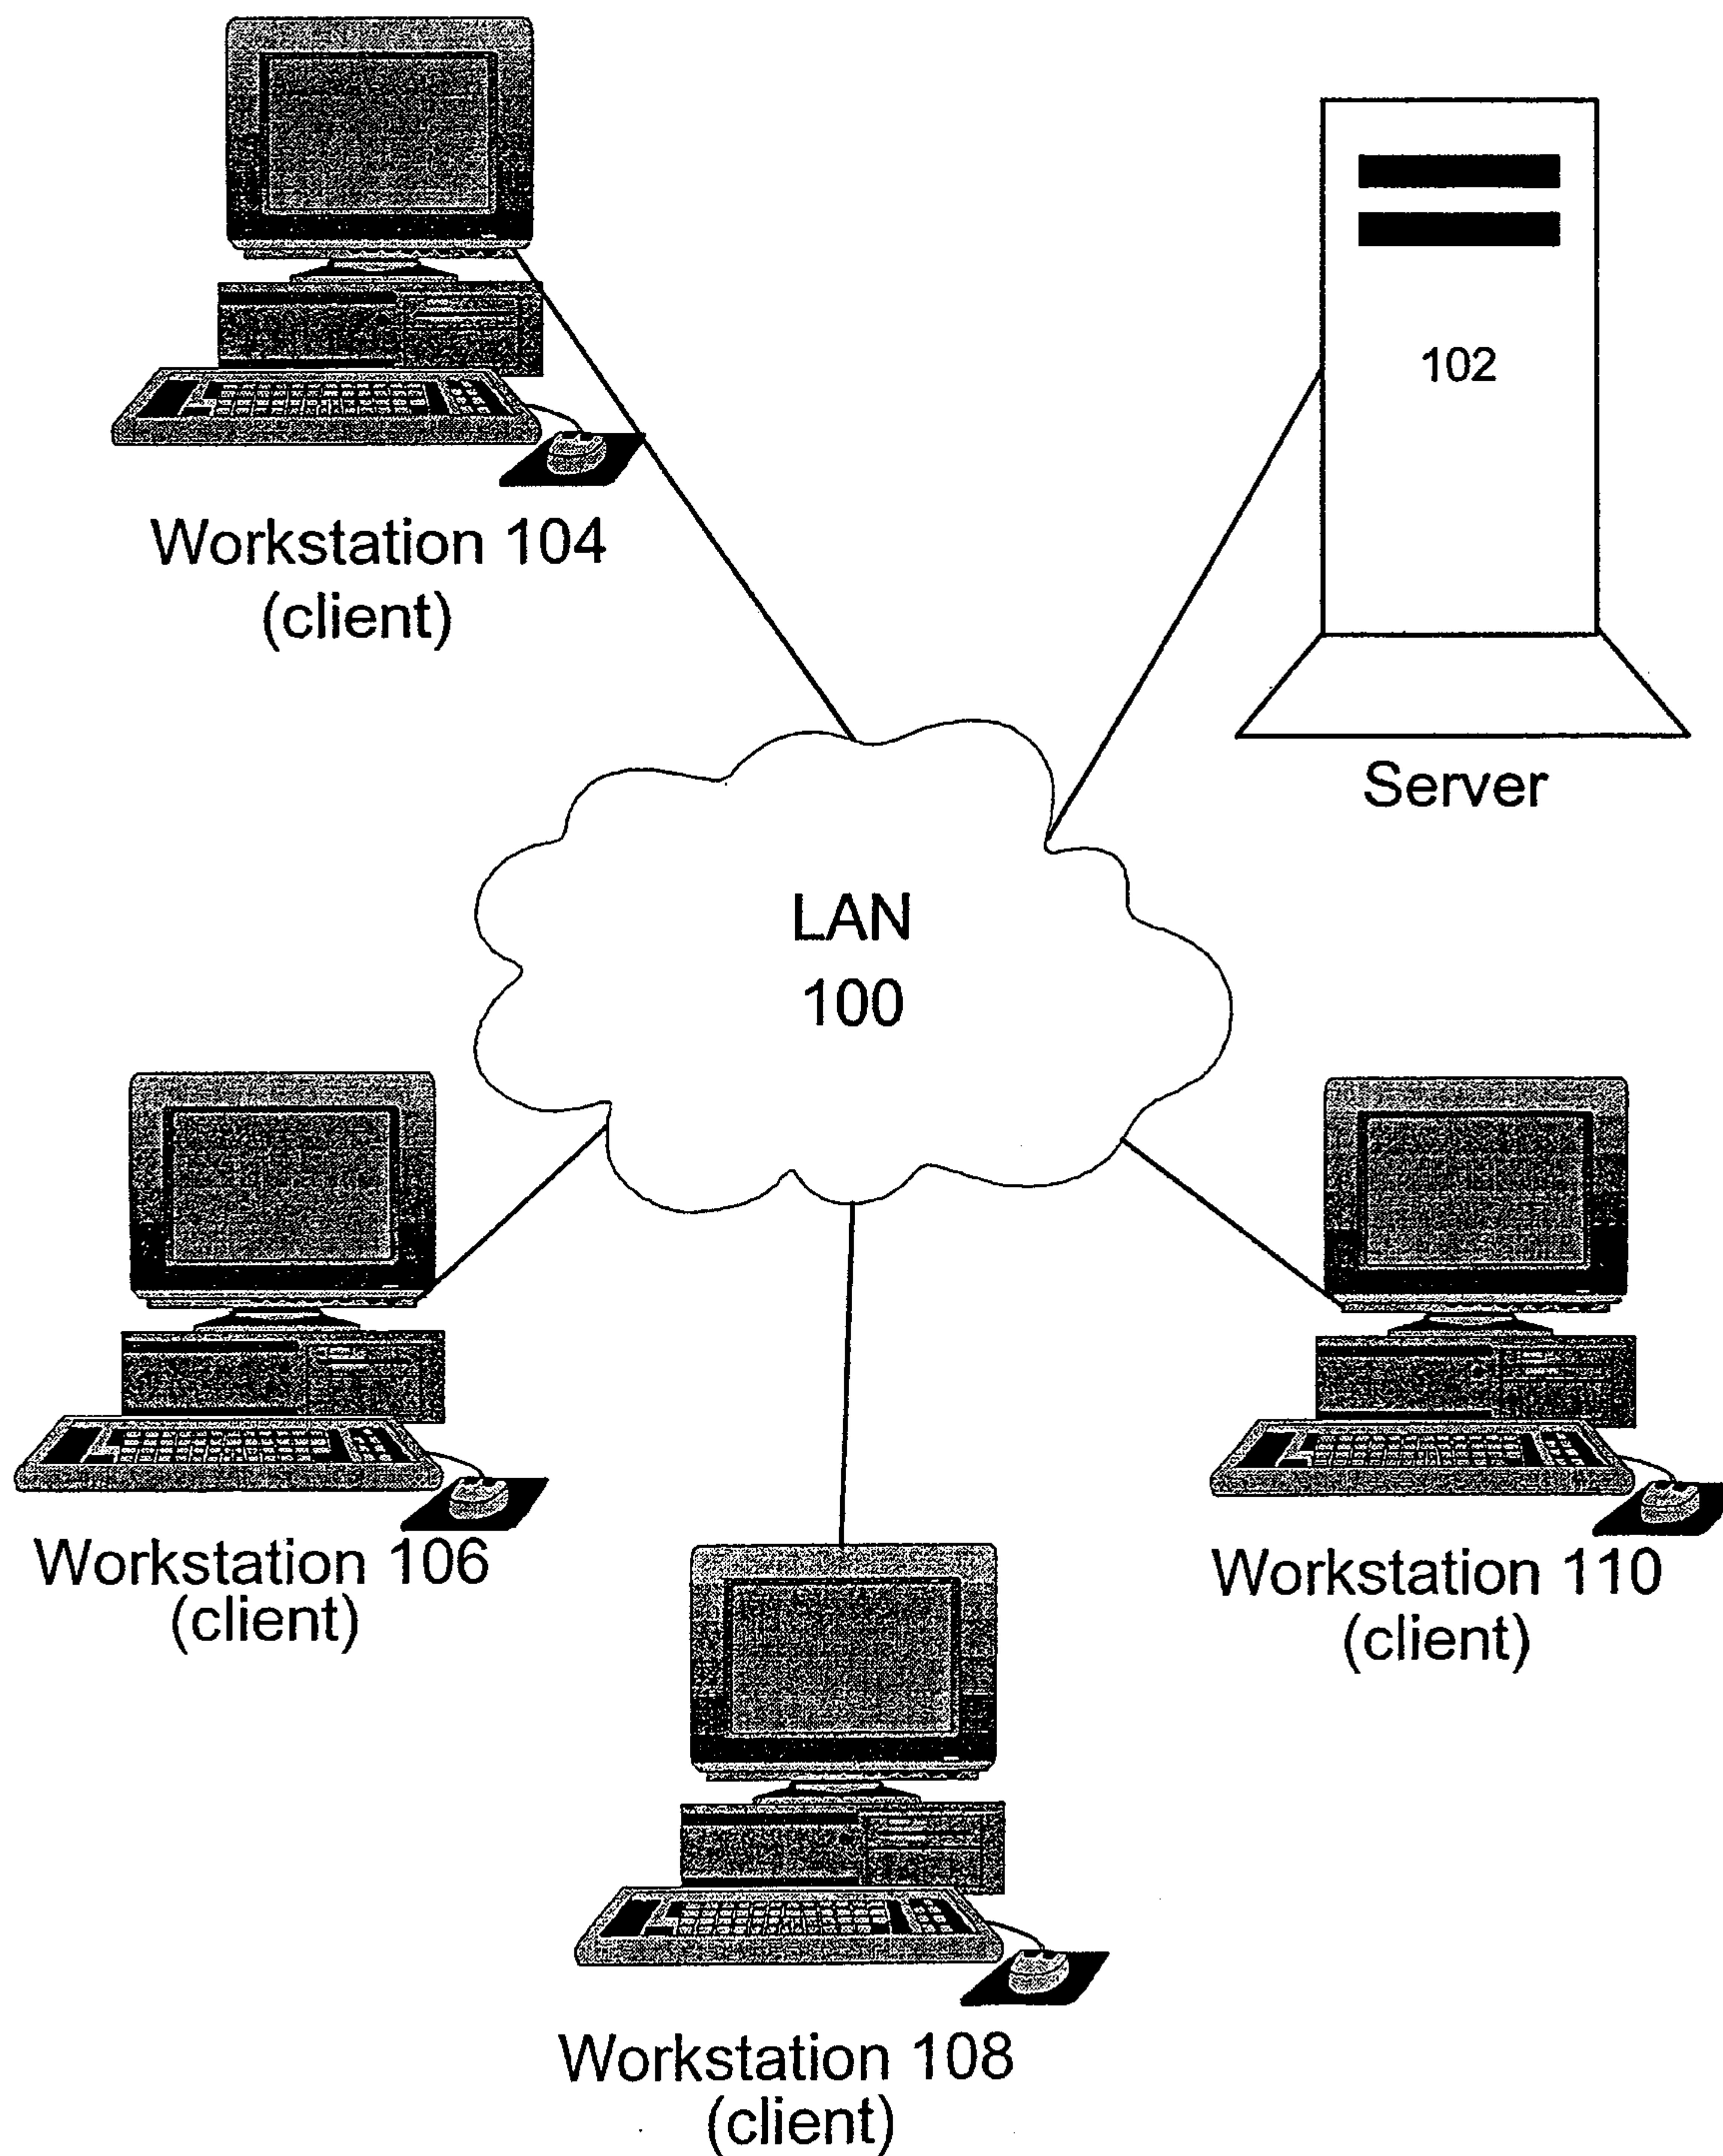 102
Workstation 104
(client)
Server
LAN
100
Workstation 106
(client)
Workstation 110
(client)
Workstation 108
(client)